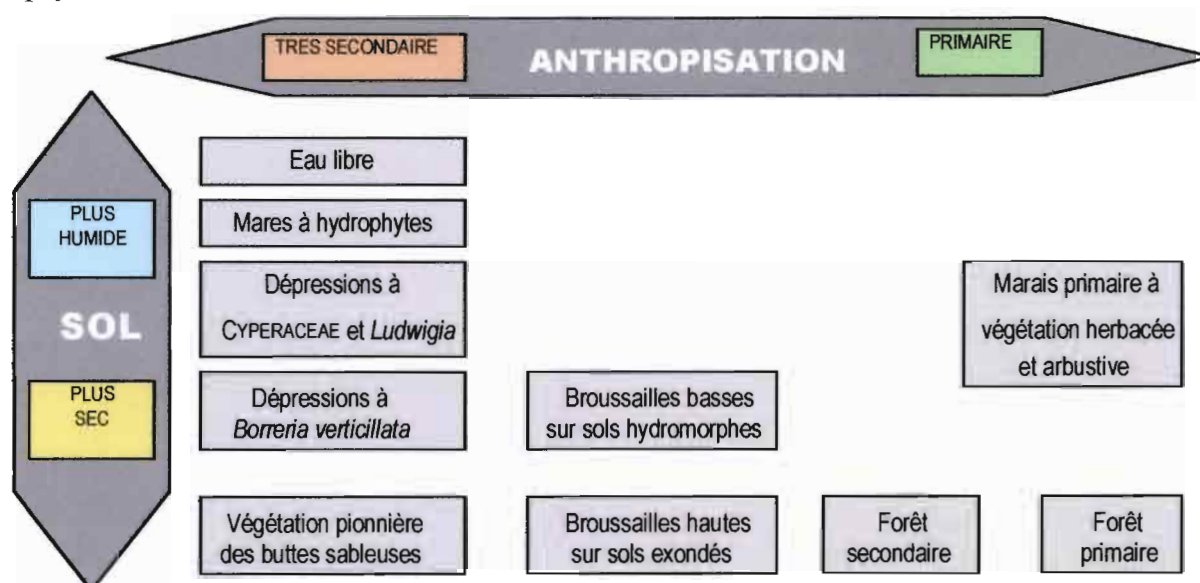 TRES SECONDAIRE
ANTHROPISATION
PRIMAIRE
PLUS
HUMIDE
SOL
PLUS
SEC
Eau libre
Mares à hydrophytes
Dépressions à
CYPERACEAE et Ludwigia
Marais primaire à
végétation herbacée
et arbustive
Dépressions à
Borreria verticillata
Broussailles basses
sur sols hydromorphes
Végétation pionnière
des buttes sableuses
Broussailles hautes
sur sols exondés
Forêt
secondaire
Forêt
primaire